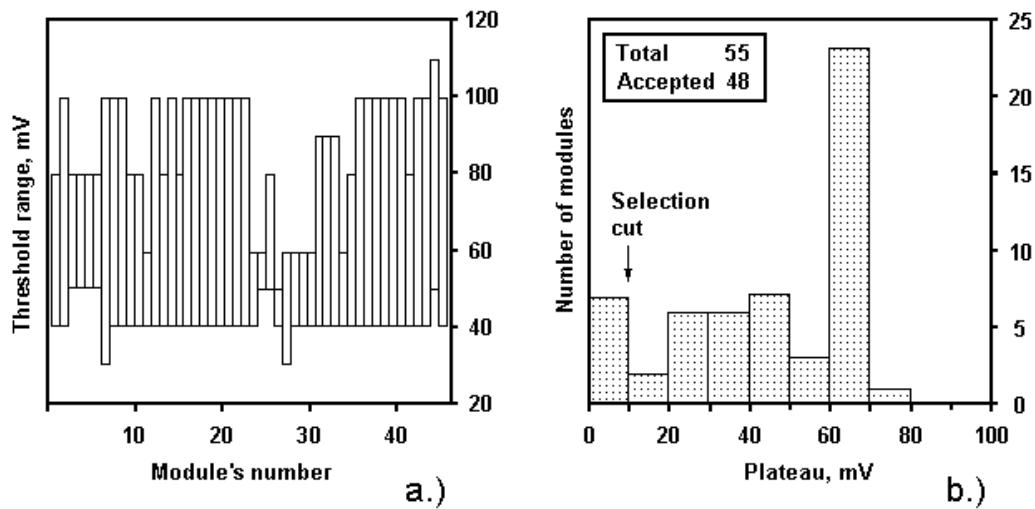 120
100
80
60
40
20
Threshold range, mV
10
20
30
40
Module's number
a.)
Total 55
Accepted 48
Selection
cut
25
20
15
10
5
0
Number of modules
0
20
40
60
80
100
Plateau, mV
b.)